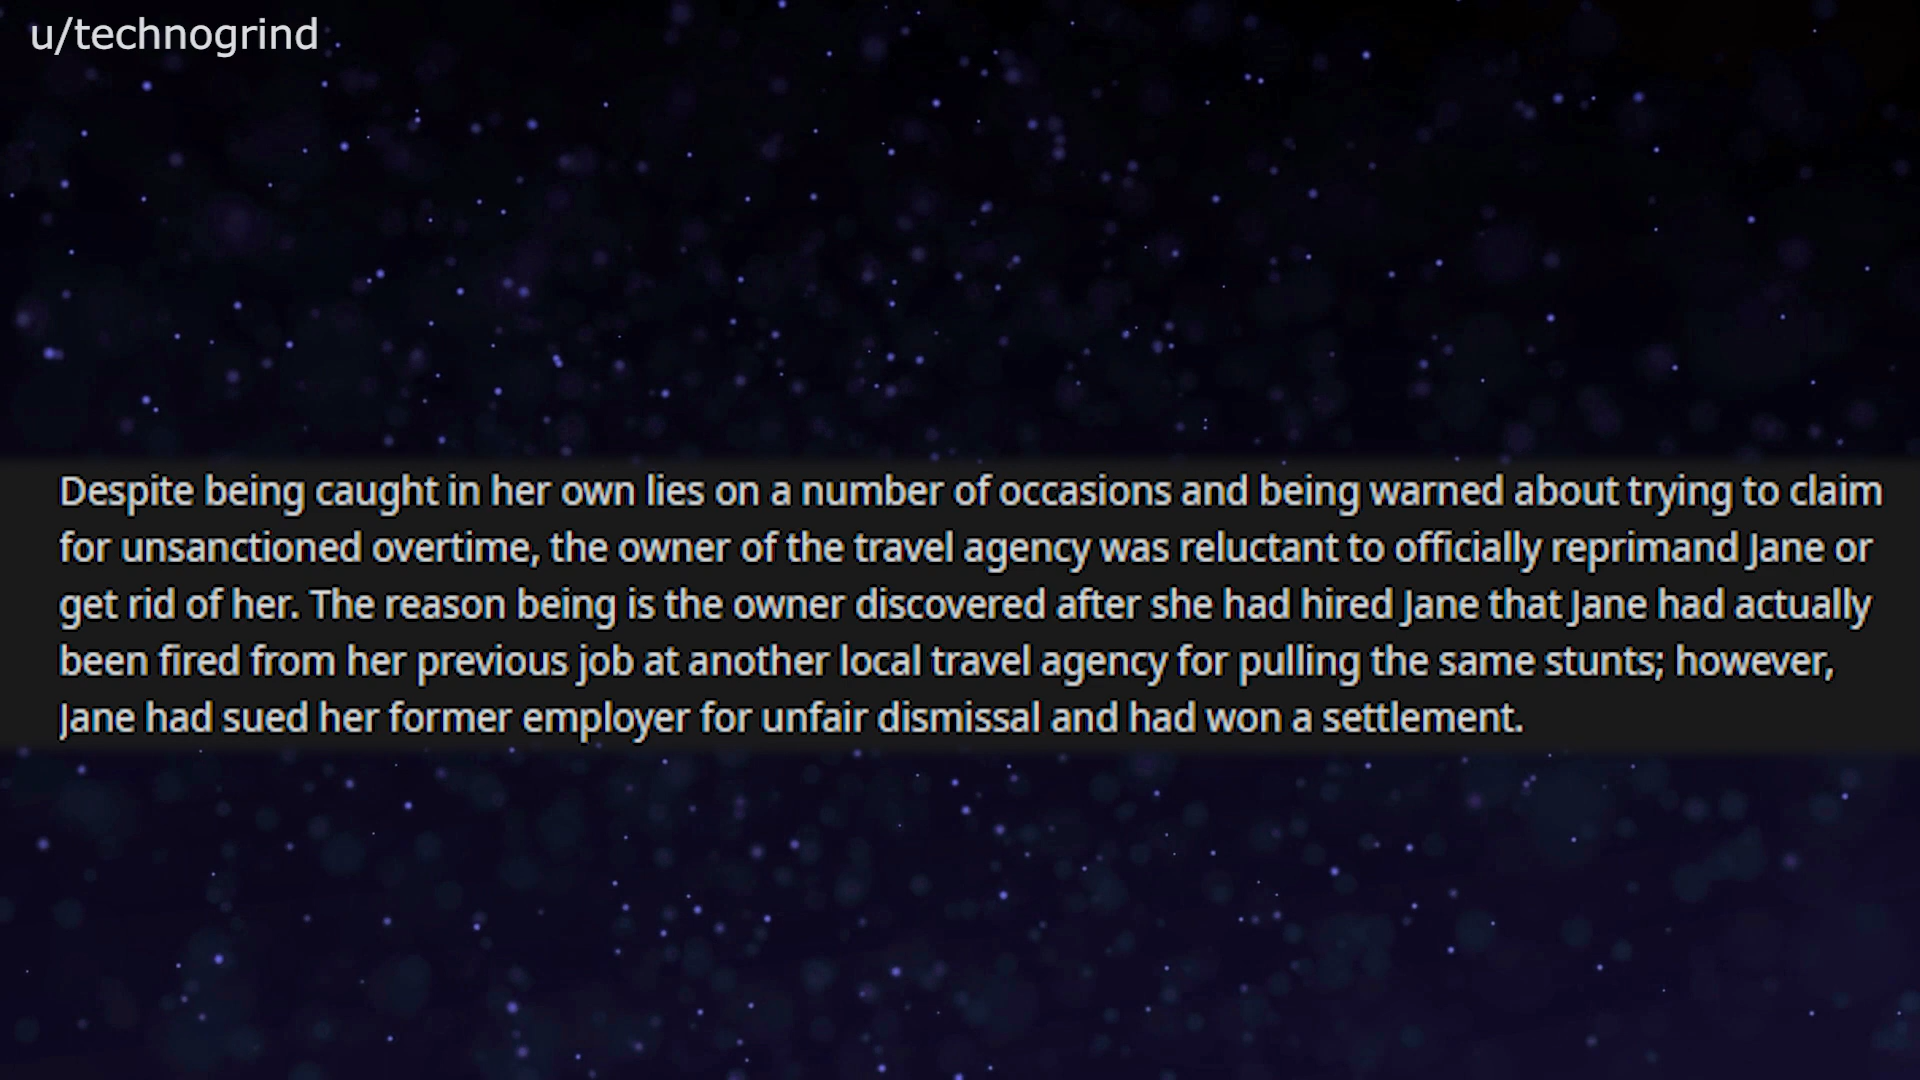 u/technogrind
Despite being caught in her own lies on a number of occasions and being warned about trying to claim
for unsanctioned overtime, the owner of the travel agency was reluctant to officially reprimand Jane or
get rid of her. The reason being is the owner discovered after she had hired Jane that Jane had actually
been fired from her previous job at another local travel agency for pulling the same stunts; however,
Jane had sued her former employer for unfair dismissal and had won a settlement.